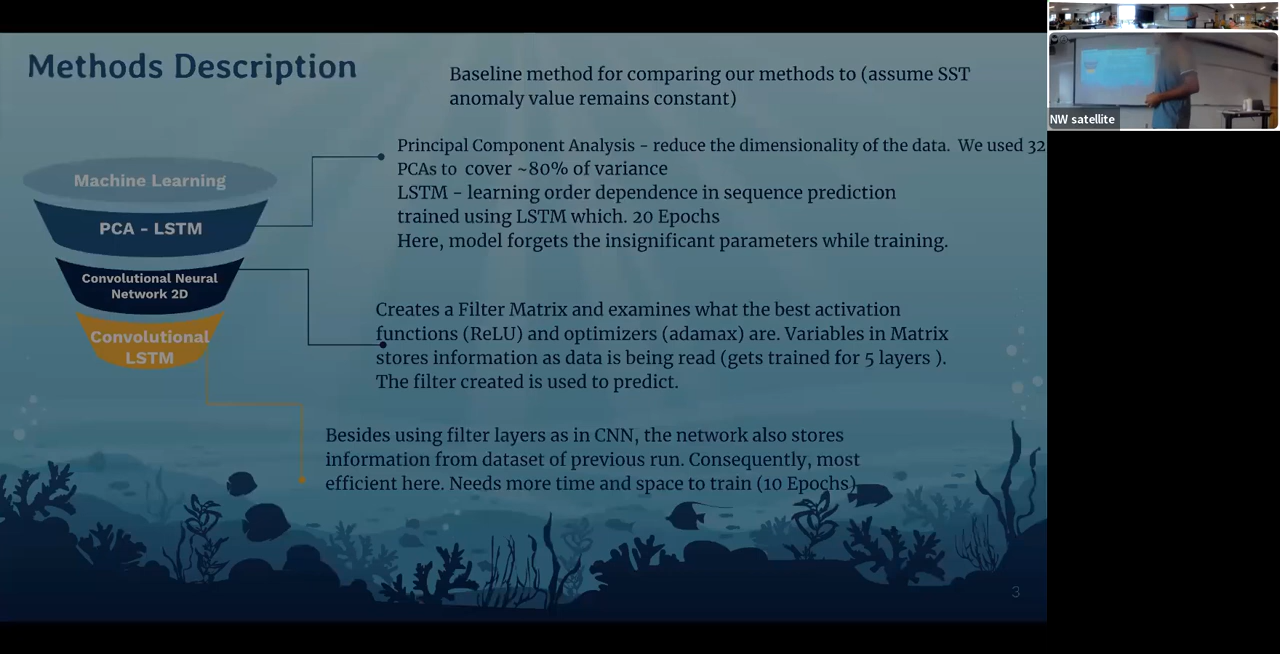 Methods Description
Baseline method for comparing our methods to (assume SST
anomaly value remains constant)
Machine Learning
PCA - LSTM
Convolutional Neural
Network 2D
Convolutional
LSTM
Principal Component Analysis - reduce the dimensionality of the data. We used 32
PCAs to cover ~80% of variance
LSTM - learning order dependence in sequence prediction
trained using LSTM which. 20 Epochs
Here, model forgets the insignificant parameters while training.
Creates a Filter Matrix and examines what the best activation
functions (ReLU) and optimizers (adamax) are. Variables in Matrix
stores information as data is being read (gets trained for 5 layers ).
The filter created is used to predict.
Besides using filter layers as in CNN, the network also stores
information from dataset of previous run. Consequently, most
efficient here. Needs more time and space to train (10 Epochs)
3
NW satellite